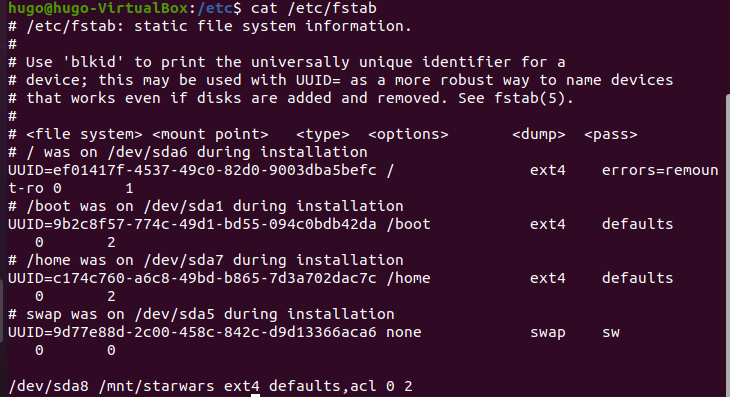 hugo@hugo-VirtualBox:/etc$ cat /etc/fstab
# /etc/fstab: static file system information.
#
# Use 'blkid' to print the universally unique identifier for a
# device; this may be used with UUID= as a more robust way to name devices
# that works even if disks are added and removed. See fstab(5).
#
# <file system> <mount point>   <type>  <options>       <dump>  <pass>
# / was on /dev/sda6 during installation
UUID=ef01417f-4537-49c0-82d0-9003dba5befc /               ext4    errors=remoun
t-ro 0       1
# /boot was on /dev/sda1 during installation
UUID=9b2c8f57-774c-49d1-bd55-094c0bdb42da /boot           ext4    defaults
   0       2
# /home was on /dev/sda7 during installation
UUID=c174c760-a6c8-49bd-b865-7d3a702dac7c /home           ext4    defaults
   0       2
# swap was on /dev/sda5 during installation
UUID=9d77e88d-2c00-458c-842c-d9d13366aca6 none            swap    sw
   0       0
/dev/sda8 /mnt/starwars ext4 defaults,acl 0 2